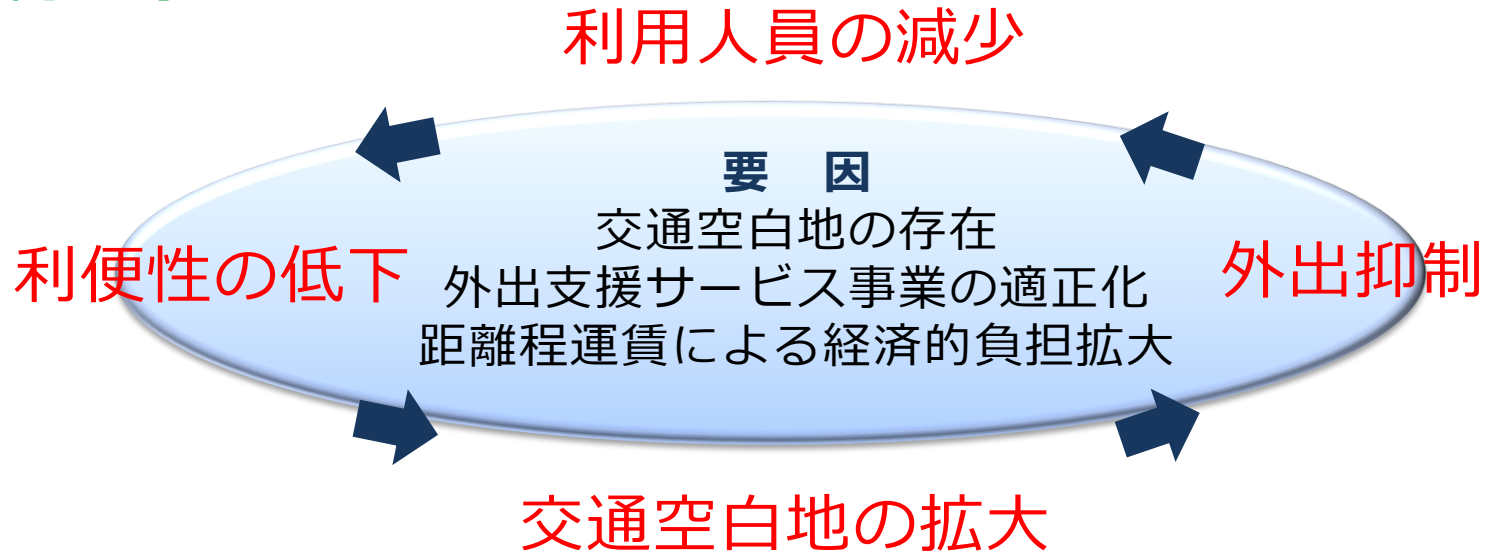 利用人員の減少
要　因
交通空白地の存在
利便性の低下
外出支援サービス事業の適正化
外出抑制
距離程運賃による経済的負担拡大
交通空白地の拡大